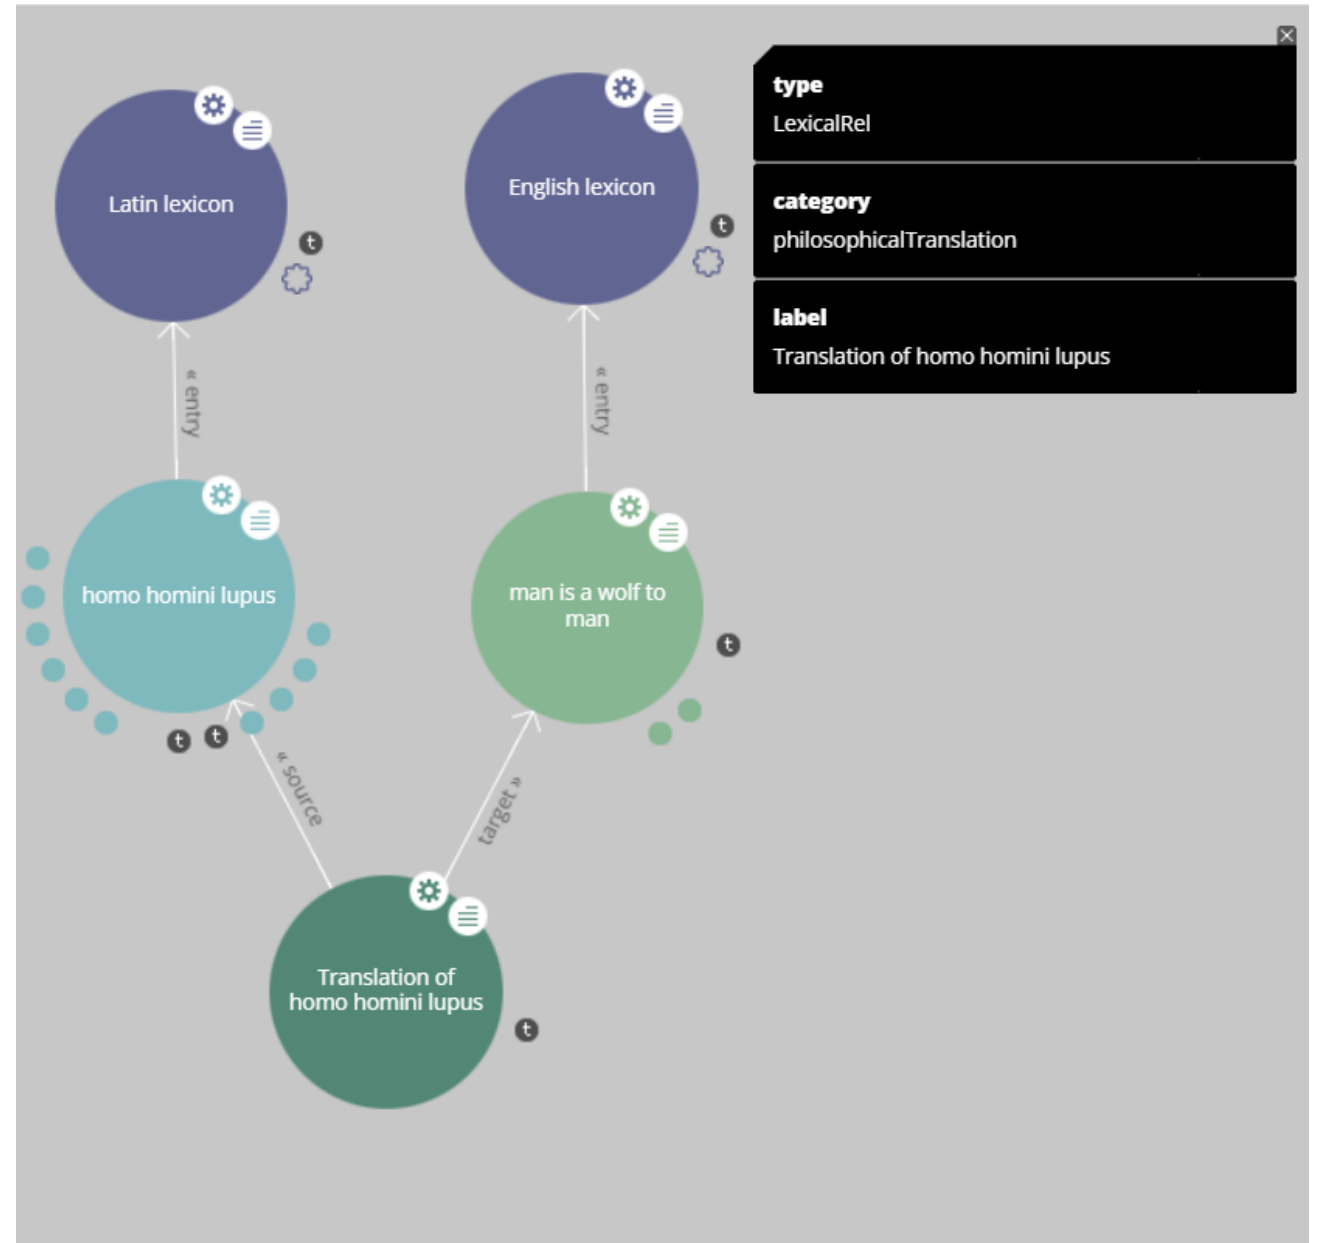 Latin lexicon
t
English lexicon
t
type
LexicalRel
category
philosophicalTranslation
label
Translation of homo homini lupus
« entry
« entry
homo homini lupus
t
t
man is a wolf to
man
t
« source
target »
Translation of
homo homini lupus
t